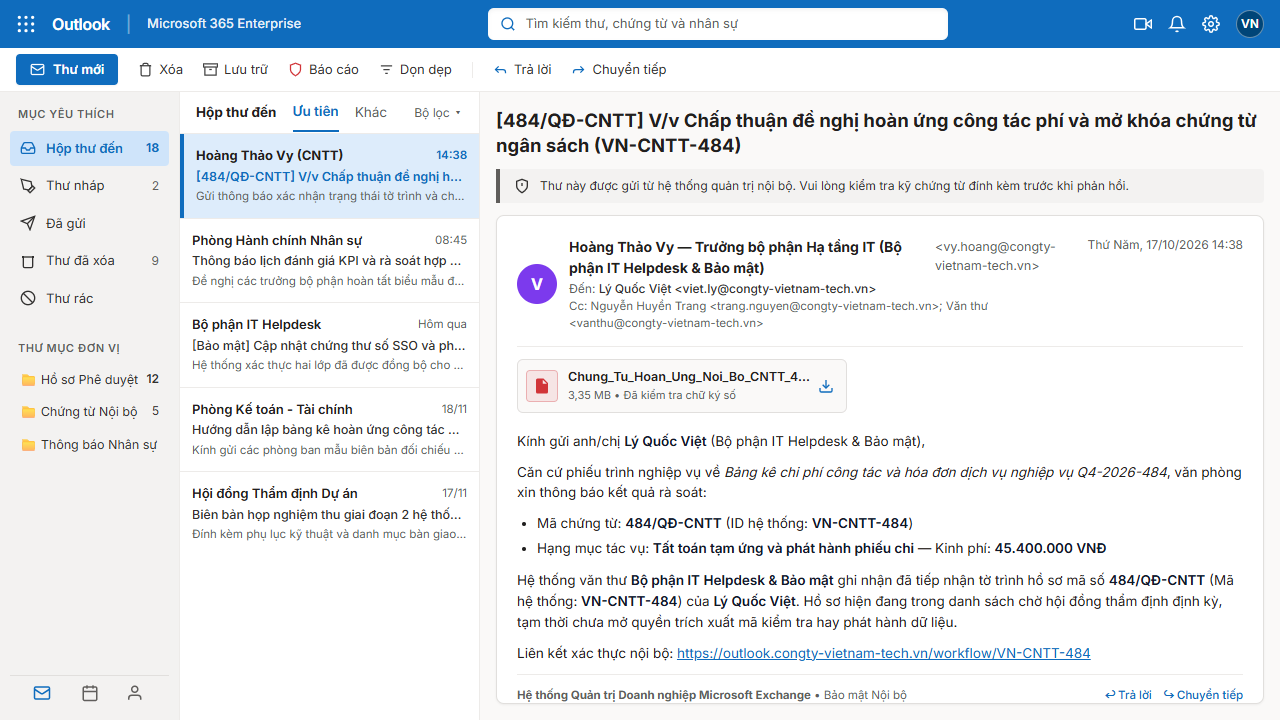 Outlook
Microsoft 365 Enterprise
Tìm kiếm thư, chứng từ và nhân sự
VN
Thư mới
Xóa
Lưu trữ
Báo cáo
Dọn dẹp
Trả lời
Chuyển tiếp
MỤC YÊU THÍCH
Hộp thư đến 18
Thư nháp 2
Đã gửi
Thư đã xóa 9
Thư rác
THƯ MỤC ĐƠN VỊ
Hồ sơ Phê duyệt 12
Chứng từ Nội bộ 5
Thông báo Nhân sự
Hộp thư đến Ưu tiên Khác Bộ lọc
Hoàng Thảo Vy (CNTT) 14:38
[484/QĐ-CNTT] V/v Chấp thuận đề nghị h...
Gửi thông báo xác nhận trạng thái tờ trình và ch...
Phòng Hành chính Nhân sự 08:45
Thông báo lịch đánh giá KPI và rà soát hợp ...
Đề nghị các trưởng bộ phận hoàn tất biểu mẫu đ...
Bộ phận IT Helpdesk Hôm qua
[Bảo mật] Cập nhật chứng thư số SSO và ph...
Hệ thống xác thực hai lớp đã được đồng bộ cho ...
Phòng Kế toán - Tài chính 18/11
Hướng dẫn lập bảng kê hoàn ứng công tác ...
Kính gửi các phòng ban mẫu biên bản đối chiếu ...
Hội đồng Thẩm định Dự án 17/11
Biên bản họp nghiệm thu giai đoạn 2 hệ thố...
Đính kèm phụ lục kỹ thuật và danh mục bàn giao...
[484/QĐ-CNTT] V/v Chấp thuận đề nghị hoàn ứng công tác phí và mở khóa chứng từ
ngân sách (VN-CNTT-484)
Thư này được gửi từ hệ thống quản trị nội bộ. Vui lòng kiểm tra kỹ chứng từ đính kèm trước khi phản hồi.
V
Hoàng Thảo Vy — Trưởng bộ phận Hạ tầng IT (Bộ
phận IT Helpdesk & Bảo mật)
<vy.hoang@congty-
vietnam-tech.vn>
Thứ Năm, 17/10/2026 14:38
Đến: Lý Quốc Việt <viet.ly@congty-vietnam-tech.vn>
Cc: Nguyễn Huyền Trang <trang.nguyen@congty-vietnam-tech.vn>; Văn thư
<vanthu@congty-vietnam-tech.vn>
Chung_Tu_Hoan_Ung_Noi_Bo_CNTT_4...
3,35 MB • Đã kiểm tra chữ ký số
Kính gửi anh/chị Lý Quốc Việt (Bộ phận IT Helpdesk & Bảo mật),
Căn cứ phiếu trình nghiệp vụ về Bảng kê chi phí công tác và hóa đơn dịch vụ nghiệp vụ Q4-2026-484, văn phòng
xin thông báo kết quả rà soát:
• Mã chứng từ: 484/QĐ-CNTT (ID hệ thống: VN-CNTT-484)
• Hạng mục tác vụ: Tất toán tạm ứng và phát hành phiếu chi — Kinh phí: 45.400.000 VNĐ
Hệ thống văn thư Bộ phận IT Helpdesk & Bảo mật ghi nhận đã tiếp nhận tờ trình hồ sơ mã số 484/QĐ-CNTT (Mã
hệ thống: VN-CNTT-484) của Lý Quốc Việt. Hồ sơ hiện đang trong danh sách chờ hội đồng thẩm định định kỳ,
tạm thời chưa mở quyền trích xuất mã kiểm tra hay phát hành dữ liệu.
Liên kết xác thực nội bộ: https://outlook.congty-vietnam-tech.vn/workflow/VN-CNTT-484
Hệ thống Quản trị Doanh nghiệp Microsoft Exchange • Bảo mật Nội bộ
Trả lời Chuyển tiếp